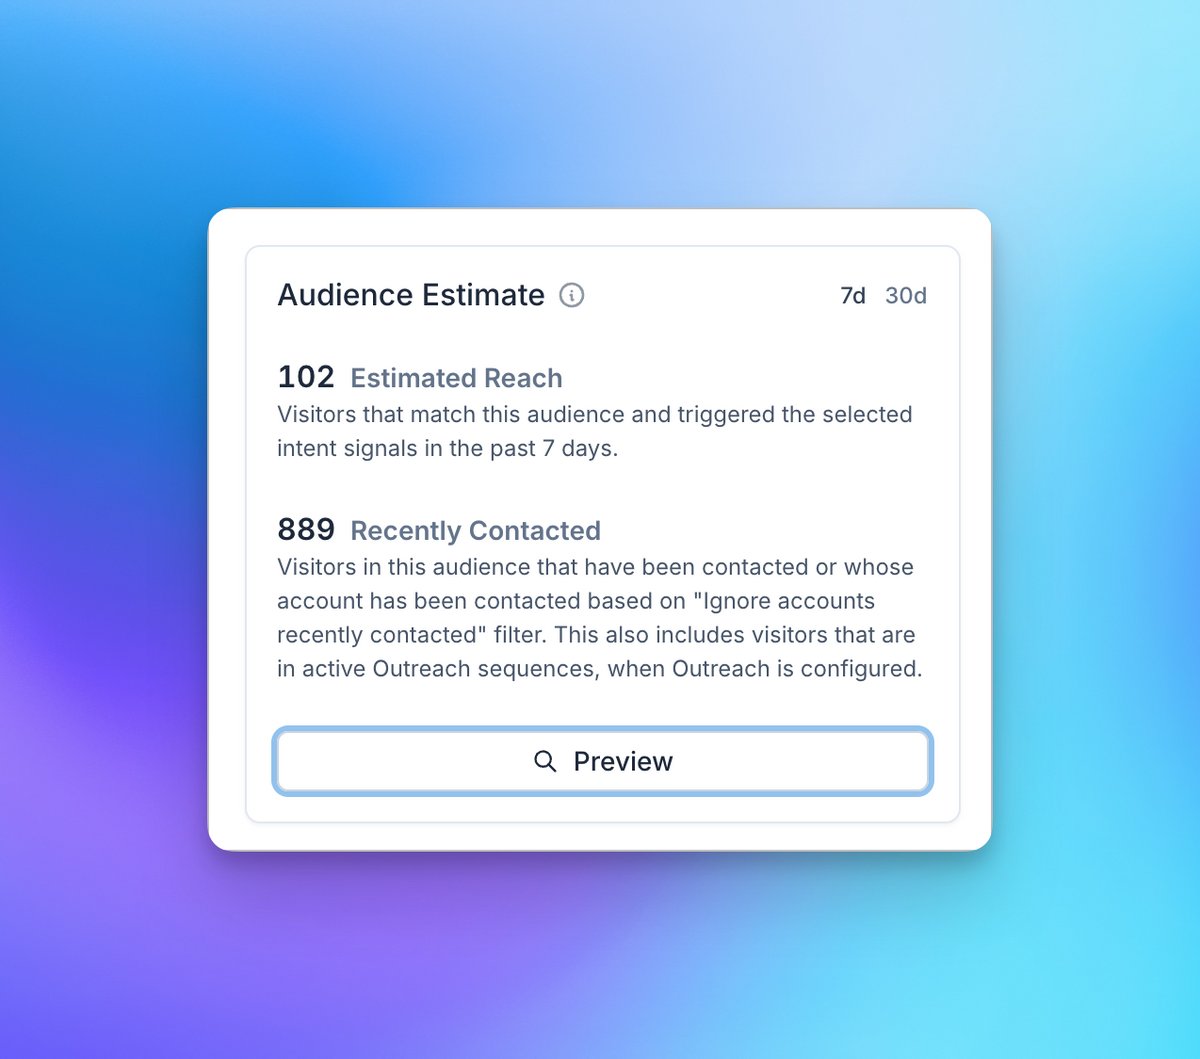 Audience Estimate
7d 30d
102 Estimated Reach
Visitors that match this audience and triggered the selected
intent signals in the past 7 days.
889 Recently Contacted
Visitors in this audience that have been contacted or whose
account has been contacted based on "Ignore accounts
recently contacted" filter. This also includes visitors that are
in active Outreach sequences, when Outreach is configured.
Preview